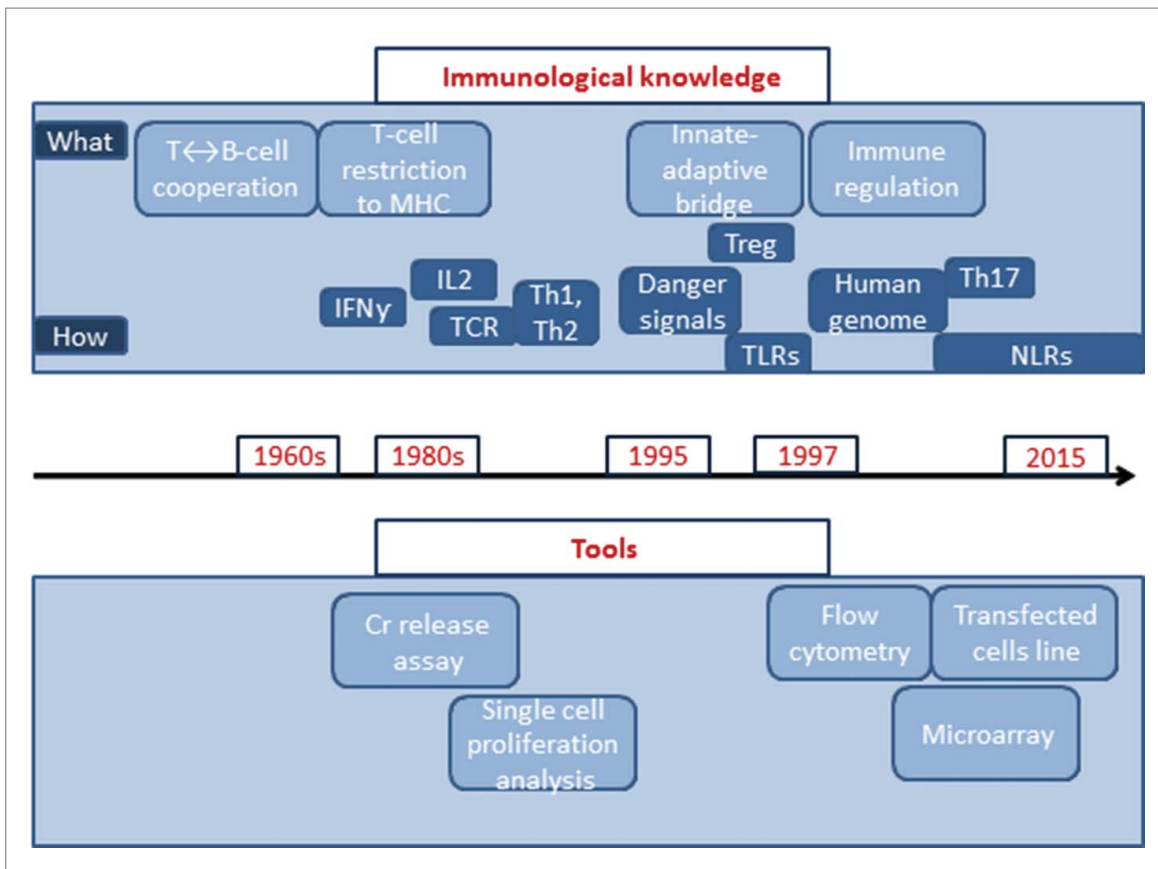 Immunological knowledge
What
T↔B-cell
cooperation
T-cell
restriction
to MHC
Innate-
adaptive
bridge
Immune
regulation
Treg
IFNγ
IL2
TCR
Th1,
Th2
Danger
signals
TLRs
Human
genome
Th17
NLRs
How
1960s
1980s
1995
1997
2015
Tools
Cr release
assay
Single cell
proliferation
analysis
Flow
cytometry
Transfected
cells line
Microarray